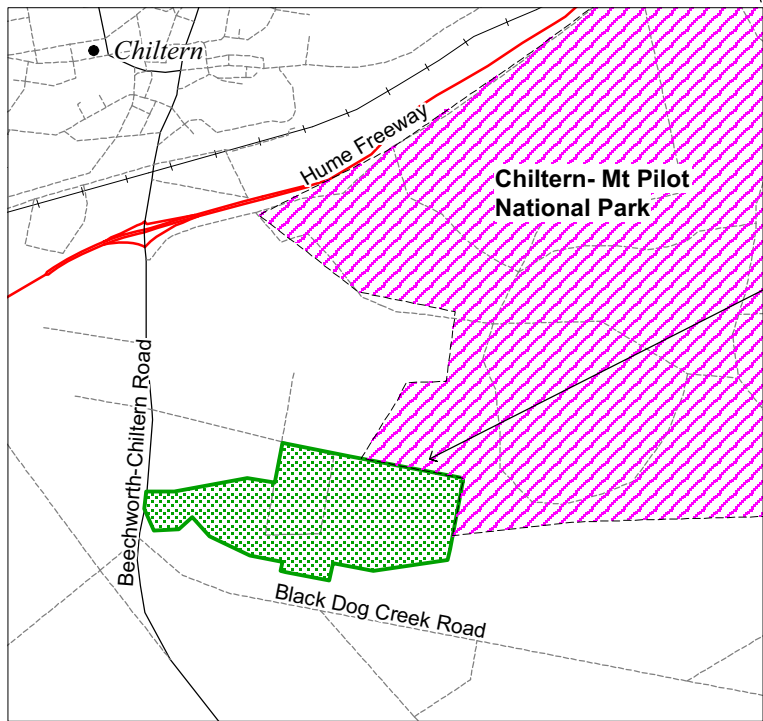 Chiltern
Hume Freeway
Chiltern- Mt Pilot
National Park
Beechworth-Chiltern Road
Black Dog Creek Road